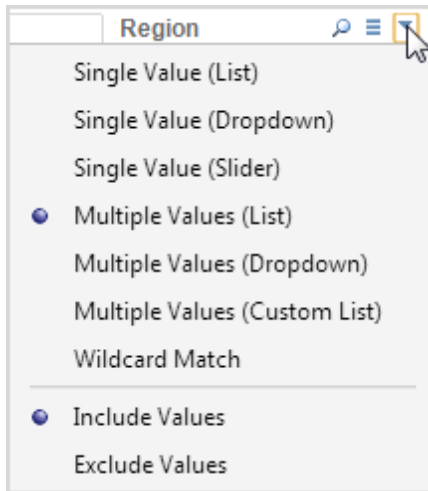 Region
Single Value (List)
Single Value (Dropdown)
Single Value (Slider)
Multiple Values (List)
Multiple Values (Dropdown)
Multiple Values (Custom List)
Wildcard Match
Include Values
Exclude Values